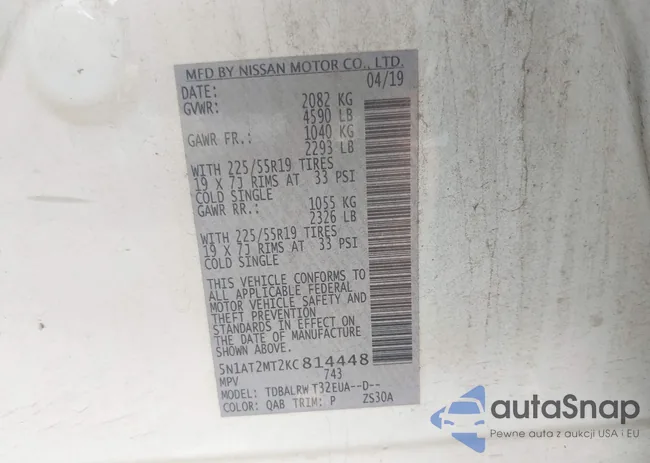 MFD BY NISSAN MOTOR CO., LTD.
DATE: 04/19
GVWR: 2082 KG
4590 LB
GAWR FR.: 1040 KG
2293 LB
WITH 225/55R19 TIRES
19 X 7J RIMS AT 33 PSI
COLD SINGLE
GAWR RR.: 1055 KG
2326 LB
WITH 225/55R19 TIRES
19 X 7J RIMS AT 33 PSI
COLD SINGLE
THIS VEHICLE CONFORMS TO
ALL APPLICABLE FEDERAL
MOTOR VEHICLE SAFETY AND
THEFT PREVENTION
STANDARDS IN EFFECT ON
THE DATE OF MANUFACTURE
SHOWN ABOVE.
5N1AT2MT2KC814448
MPV 743
MODEL: TDBALRW T32EUA--D--
COLOR: QAB TRIM: P ZS30A
autoSnap
Pewne auta z aukcji USA i EU